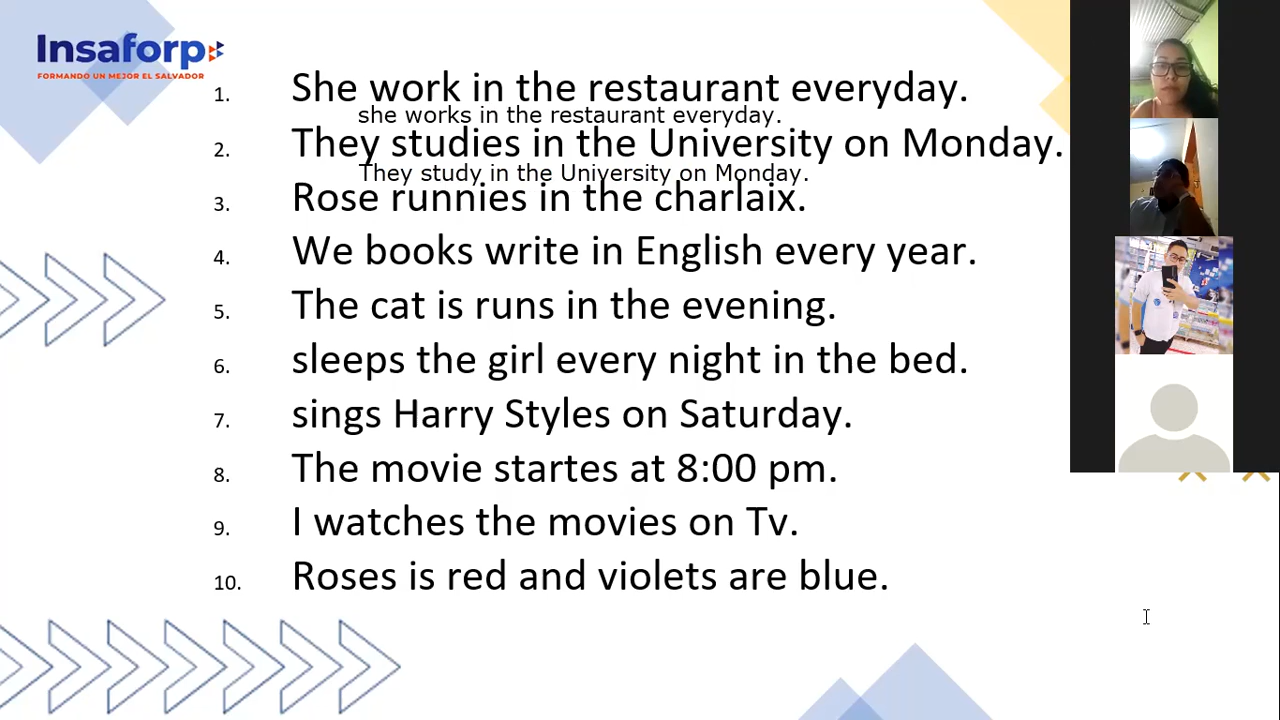 Insaforp
FORMANDO UN MEJOR EL SALVADOR
1. She work in the restaurant everyday.
she works in the restaurant everyday.
2. They studies in the University on Monday.
They study in the University on Monday.
3. Rose runnies in the charlaix.
4. We books write in English every year.
5. The cat is runs in the evening.
6. sleeps the girl every night in the bed.
7. sings Harry Styles on Saturday.
8. The movie startes at 8:00 pm.
9. I watches the movies on Tv.
10. Roses is red and violets are blue.